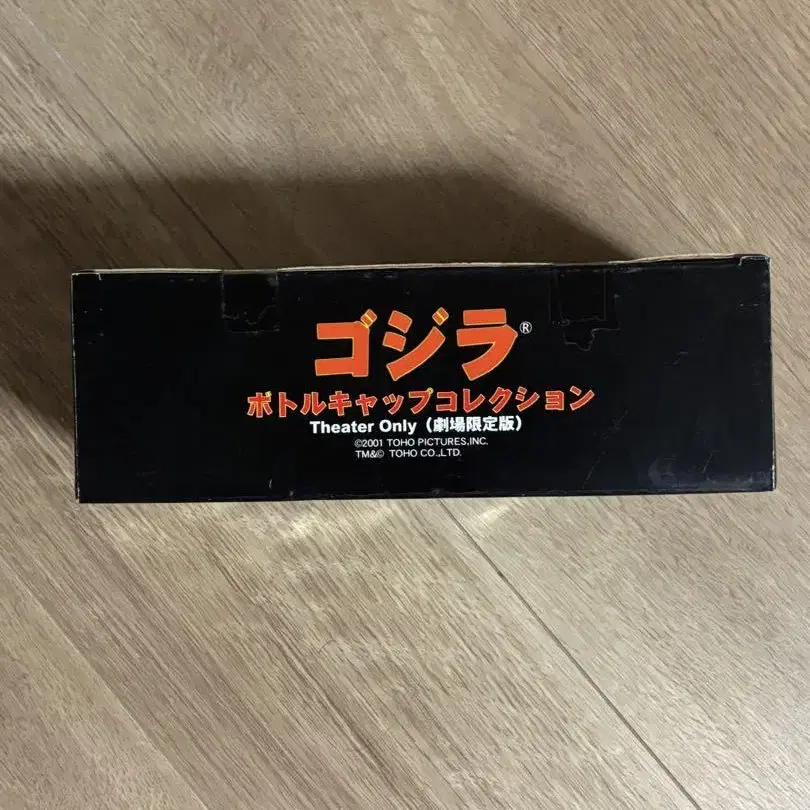 ゴジラ®
ボトルキャップコレクション
Theater Only（劇場限定版）
©2001 TOHO PICTURES,INC.
TM&© TOHO CO.,LTD.